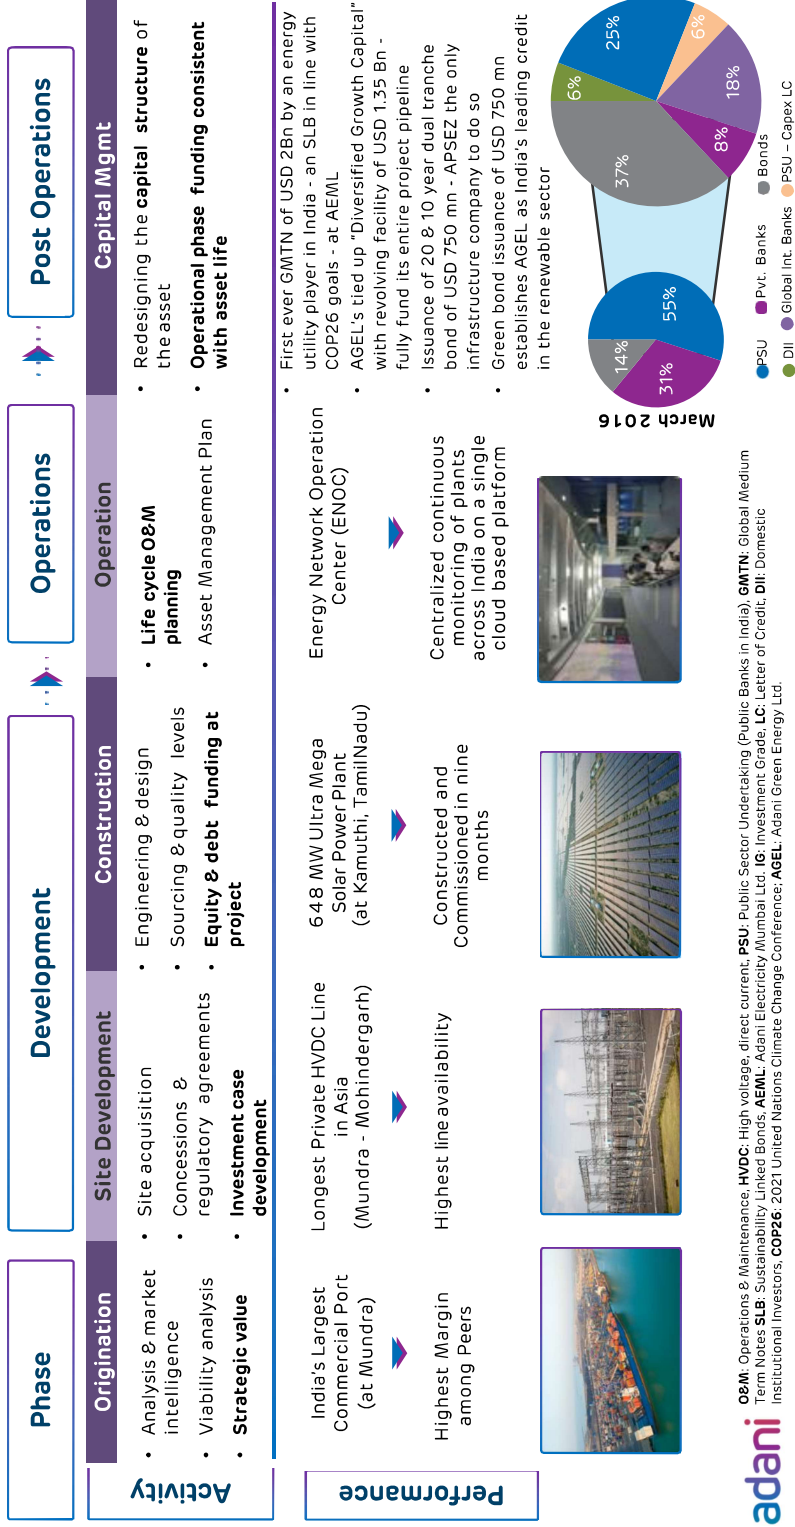 Phase
Development
Operations
Post Operations
Origination
Site Development
Construction
Operation
Capital Mgmt
Activity
• Analysis & market
intelligence
• Viability analysis
• Strategic value
• Site acquisition
• Concessions &
regulatory agreements
• Investment case
development
• Engineering & design
• Sourcing & quality levels
• Equity & debt funding at
project
• Life cycle O&M
planning
• Asset Management Plan
• Redesigning the capital structure of
the asset
• Operational phase funding consistent
with asset life
Performance
India's Largest
Commercial Port
(at Mundra)
Highest Margin
among Peers
Longest Private HVDC Line
in Asia
(Mundra - Mohindergarh)
Highest line availability
648 MW Ultra Mega
Solar Power Plant
(at Kamuthi, TamilNadu)
Constructed and
Commissioned in nine
months
Energy Network Operation
Center (ENOC)
Centralized continuous
monitoring of plants
across India on a single
cloud based platform
• First ever GMTN of USD 2Bn by an energy
utility player in India - an SLB in line with
COP26 goals - at AEML
• AGEL's tied up "Diversified Growth Capital"
with revolving facility of USD 1.35 Bn -
fully fund its entire project pipeline
• Issuance of 20 & 10 year dual tranche
bond of USD 750 mn - APSEZ the only
infrastructure company to do so
• Green bond issuance of USD 750 mn
establishes AGEL as India's leading credit
in the renewable sector
March 2016
14%
55%
31%
6%
25%
6%
18%
8%
37%
PSU
Pvt. Banks
Bonds
DII
Global Int. Banks
PSU – Capex LC
adani
O&M: Operations & Maintenance, HVDC: High voltage, direct current, PSU: Public Sector Undertaking (Public Banks in India), GMTN: Global Medium
Term Notes SLB: Sustainability Linked Bonds, AEML: Adani Electricity Mumbai Ltd. IG: Investment Grade, LC: Letter of Credit, DII: Domestic
Institutional Investors, COP26: 2021 United Nations Climate Change Conference; AGEL: Adani Green Energy Ltd.